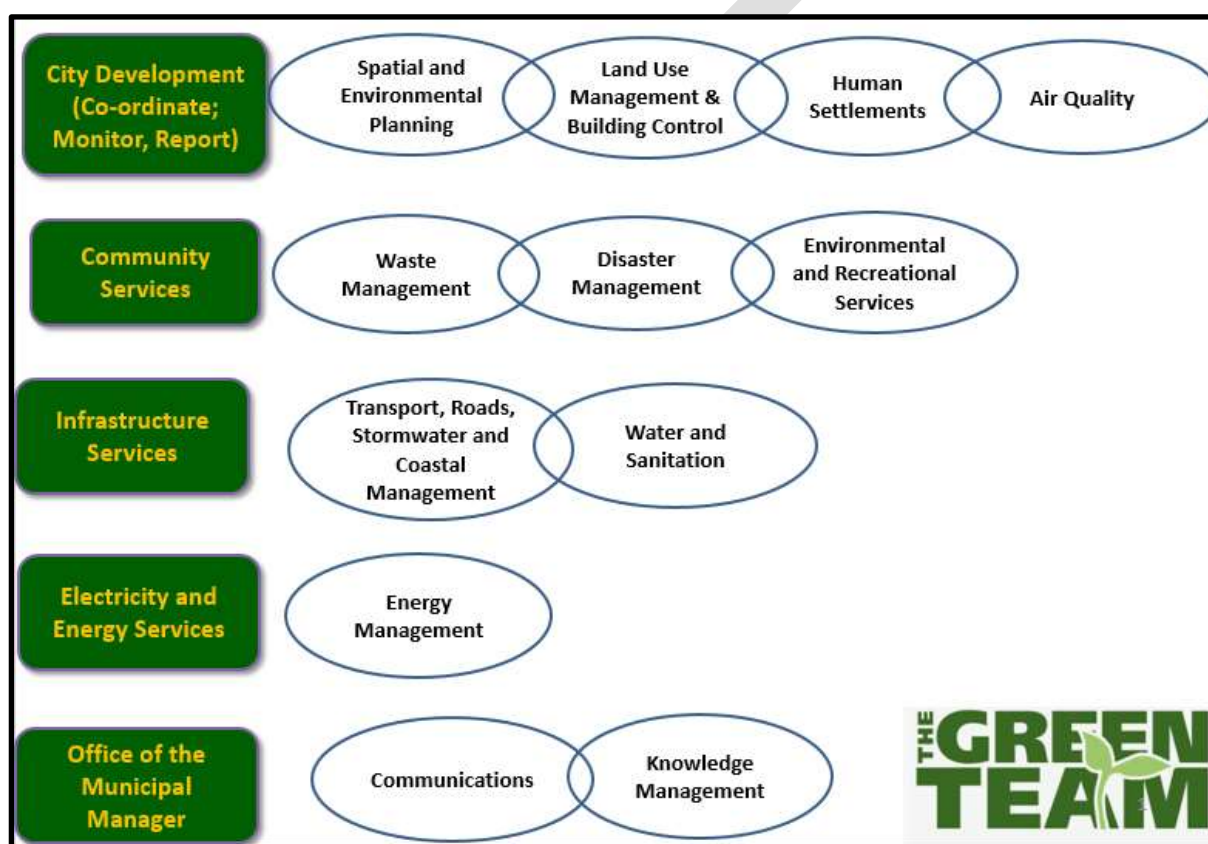 City Development
(Co-ordinate;
Monitor, Report)
Spatial and
Environmental
Planning
Land Use
Management &
Building Control
Human
Settlements
Air Quality
Community
Services
Waste
Management
Disaster
Management
Environmental
and Recreational
Services
Infrastructure
Services
Transport, Roads,
Stormwater and
Coastal
Management
Water and
Sanitation
Electricity and
Energy Services
Energy
Management
Office of the
Municipal
Manager
Communications
Knowledge
Management
THE
GREEN
TEAM
1